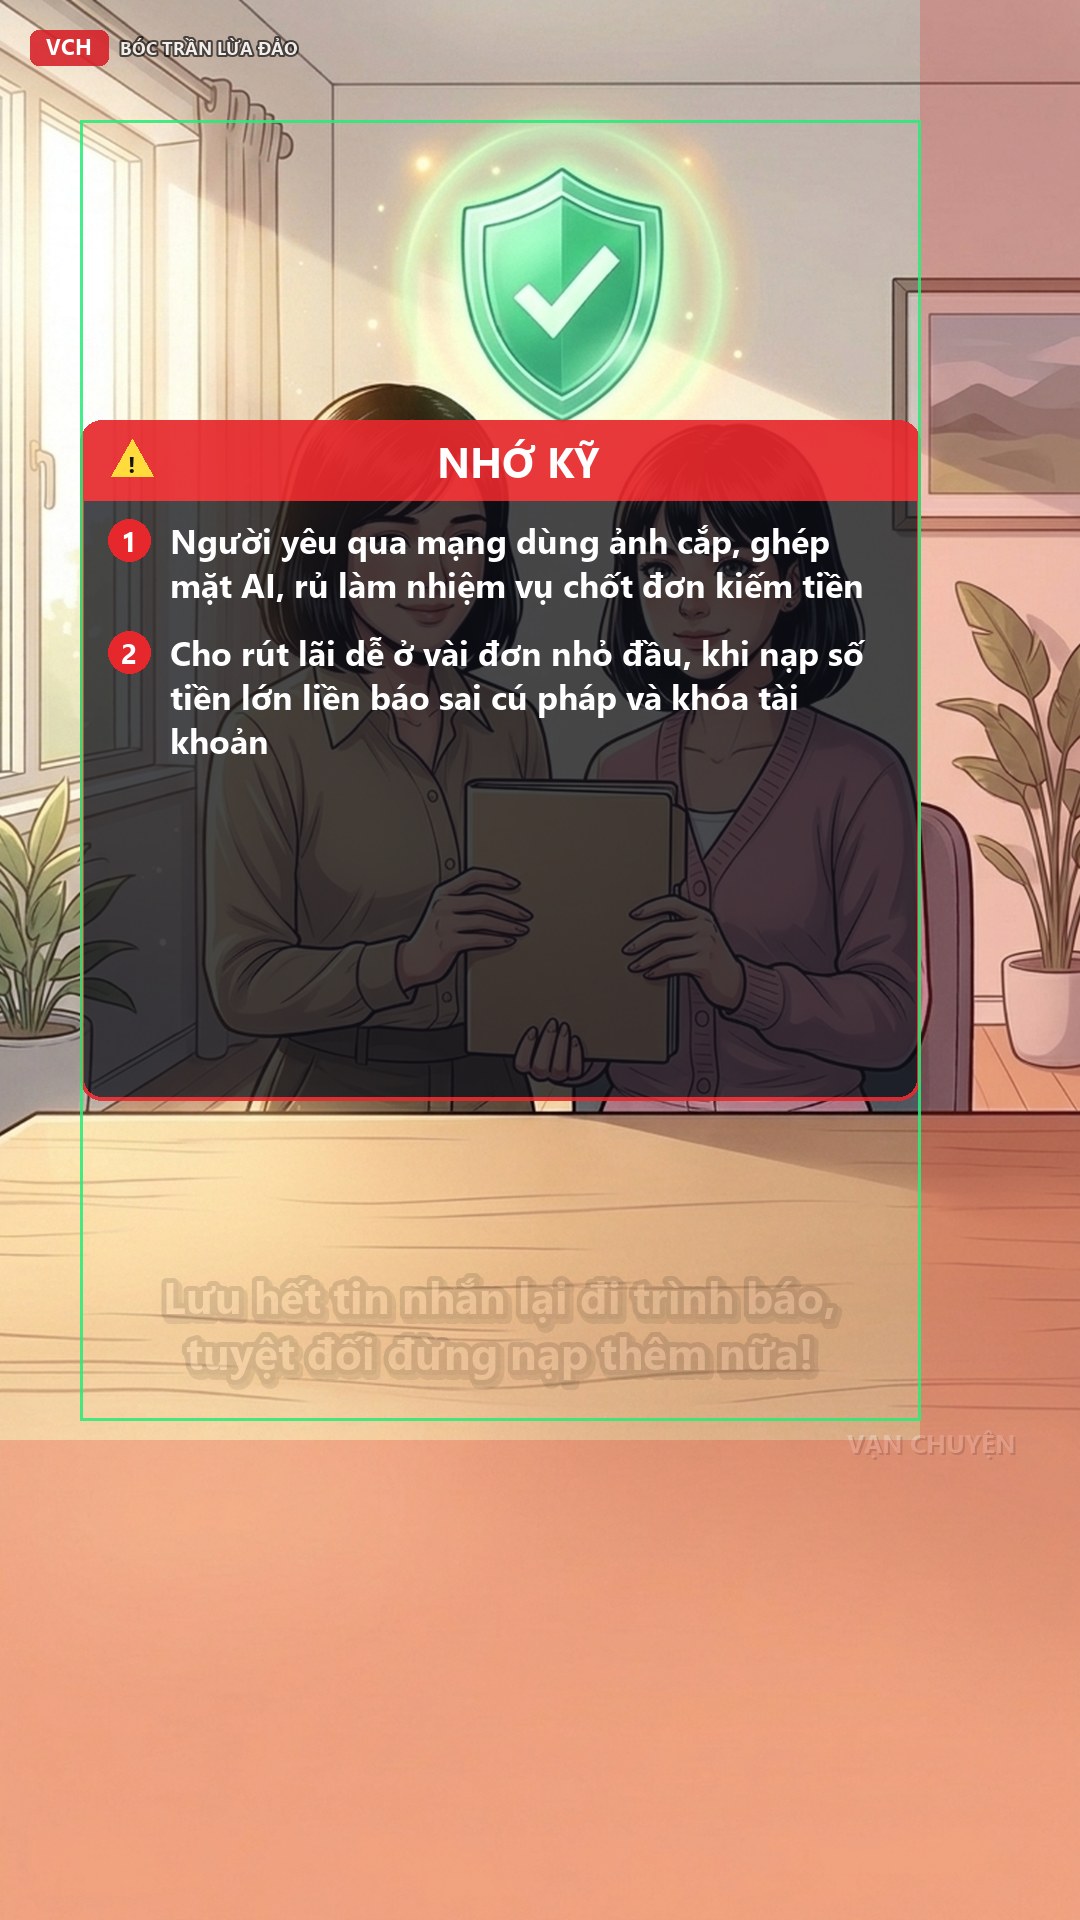 VCH BÓC TRẦN LỪA ĐẢO
NHỚ KỸ
1 Người yêu qua mạng dùng ảnh cắp, ghép
mặt AI, rủ làm nhiệm vụ chốt đơn kiếm tiền
2 Cho rút lãi dễ ở vài đơn nhỏ đầu, khi nạp số
tiền lớn liền báo sai cú pháp và khóa tài
khoản
Lưu hết tin nhắn lại đi trình báo,
tuyệt đối đừng nạp thêm nữa!
VẠN CHUYỆN